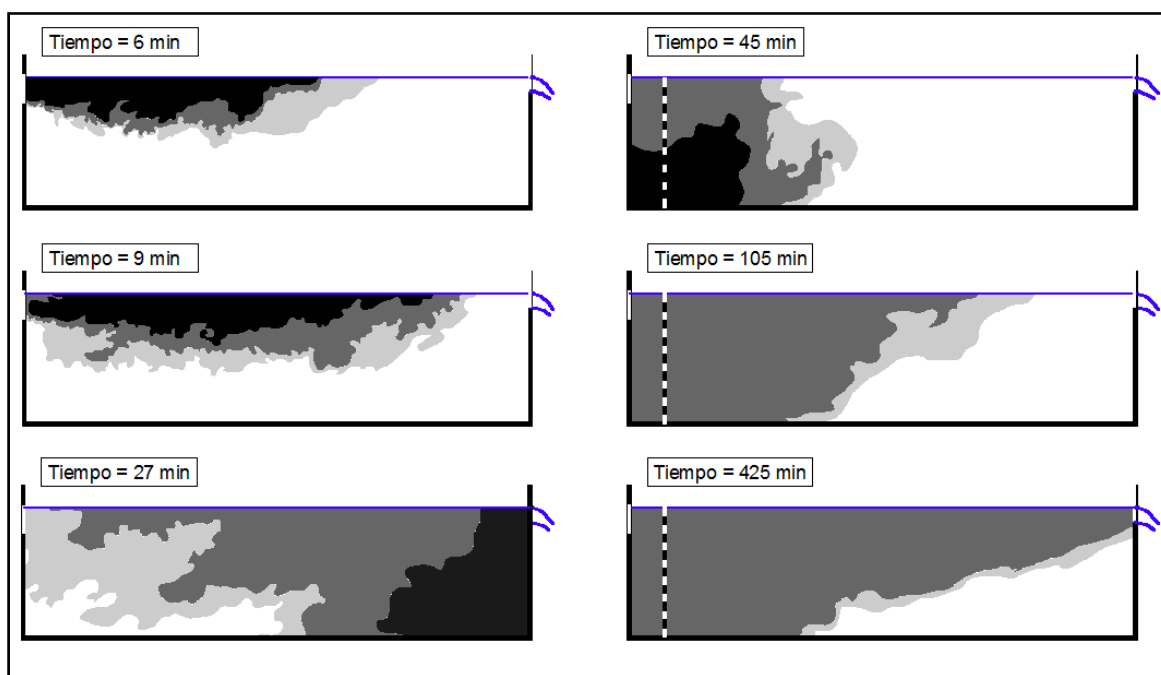 Tiempo = 6 min
Tiempo = 45 min
Tiempo = 9 min
Tiempo = 105 min
Tiempo = 27 min
Tiempo = 425 min